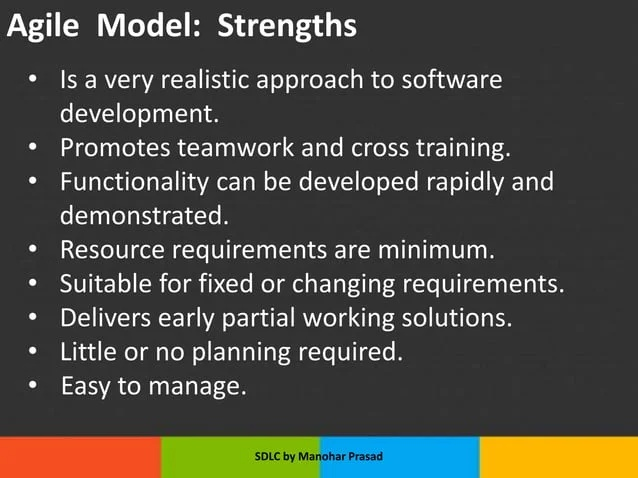 Agile Model: Strengths
• Is a very realistic approach to software
development.
• Promotes teamwork and cross training.
• Functionality can be developed rapidly and
demonstrated.
• Resource requirements are minimum.
• Suitable for fixed or changing requirements.
• Delivers early partial working solutions.
• Little or no planning required.
• Easy to manage.
SDLC by Manohar Prasad